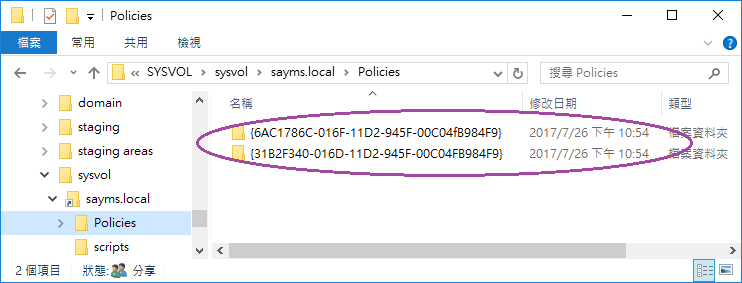 Policies
檔案 常用 共用 檢視
« SYSVOL › sysvol › sayms.local › Policies
搜尋 Policies
名稱 修改日期 類型
domain
staging
staging areas
sysvol
sayms.local
Policies
scripts
{6AC1786C-016F-11D2-945F-00C04fB984F9} 2017/7/26 下午 10:54 檔案資料夾
{31B2F340-016D-11D2-945F-00C04FB984F9} 2017/7/26 下午 10:54 檔案資料夾
2 個項目 狀態: 分享